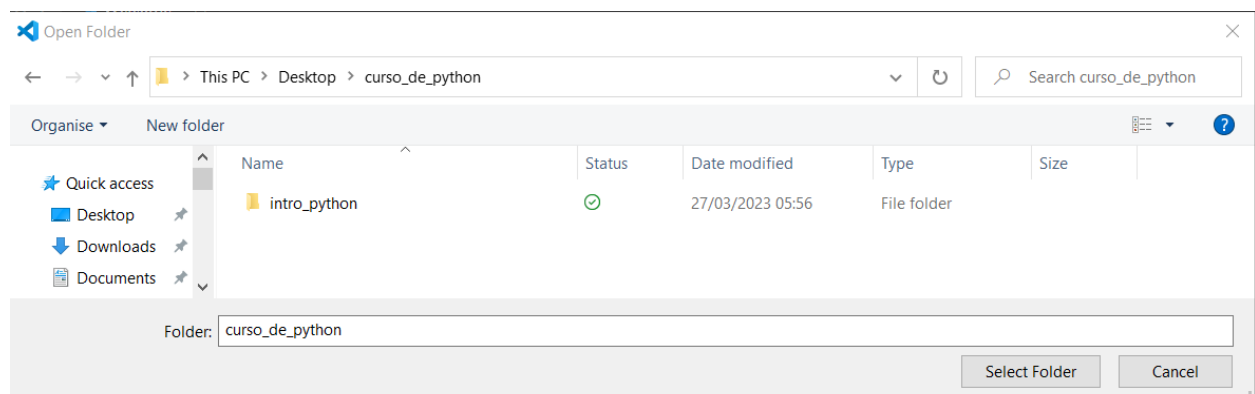 Open Folder
This PC > Desktop > curso_de_python
Search curso_de_python
Organise
New folder
Name
Status
Date modified
Type
Size
Quick access
intro_python
27/03/2023 05:56
File folder
Desktop
Downloads
Documents
Folder: curso_de_python
Select Folder
Cancel